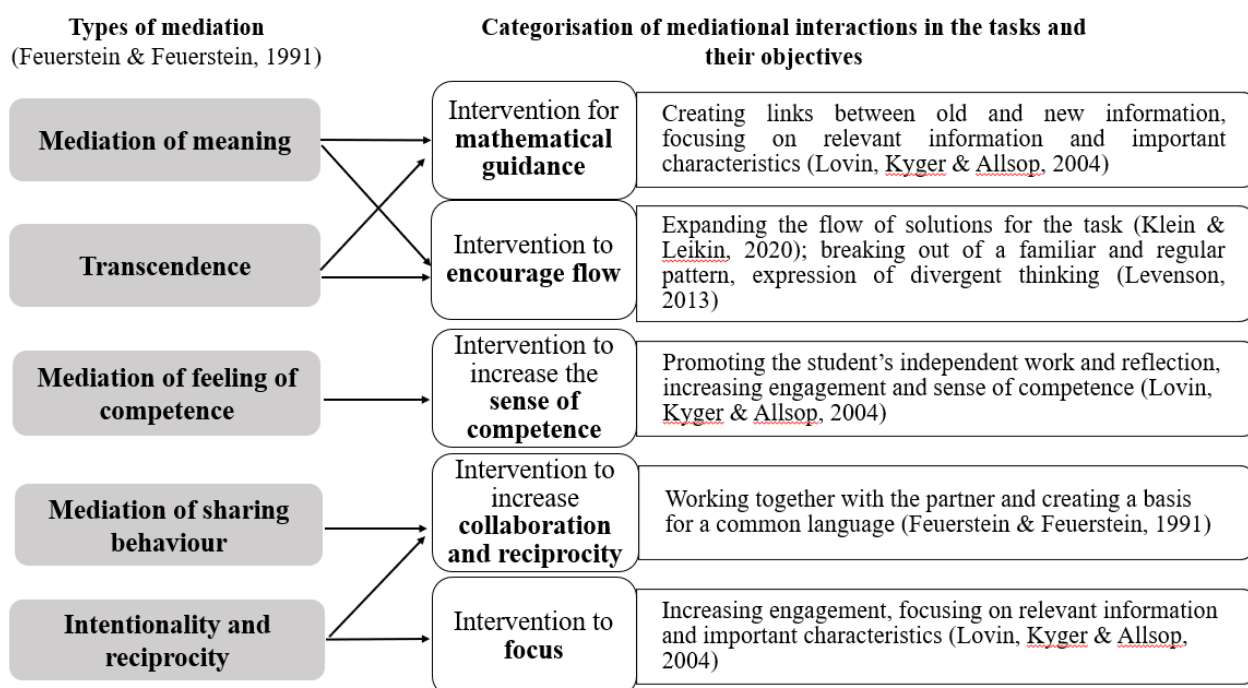 Types of mediation
(Feuerstein & Feuerstein, 1991)
Categorisation of mediational interactions in the tasks and
their objectives
Mediation of meaning
Intervention for
mathematical
guidance
Creating links between old and new information,
focusing on relevant information and important
characteristics (Lovin, Kyger & Allsop, 2004)
Transcendence
Intervention to
encourage flow
Expanding the flow of solutions for the task (Klein &
Leikin, 2020); breaking out of a familiar and regular
pattern, expression of divergent thinking (Levenson,
2013)
Mediation of feeling of
competence
Intervention to
increase the
sense of
competence
Promoting the student’s independent work and reflection,
increasing engagement and sense of competence (Lovin,
Kyger & Allsop, 2004)
Mediation of sharing
behaviour
Intervention to
increase
collaboration
and reciprocity
Working together with the partner and creating a basis
for a common language (Feuerstein & Feuerstein, 1991)
Intentionality and
reciprocity
Intervention to
focus
Increasing engagement, focusing on relevant information
and important characteristics (Lovin, Kyger & Allsop,
2004)